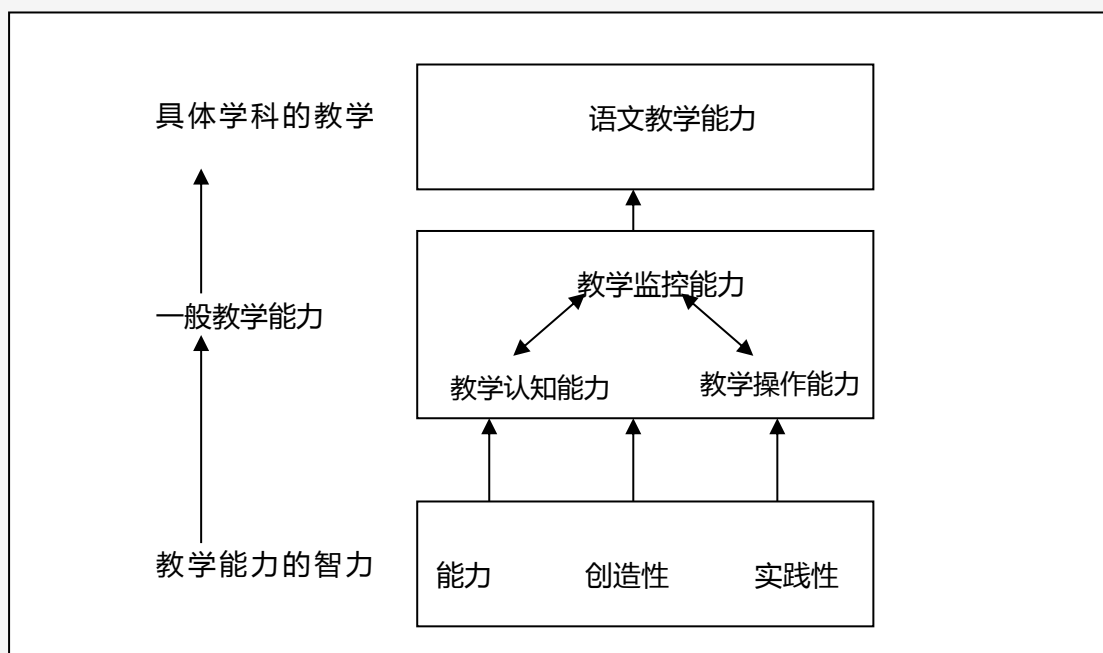 具体学科的教学
语文教学能力
教学监控能力
一般教学能力
教学认知能力
教学操作能力
教学能力的智力
能力
创造性
实践性